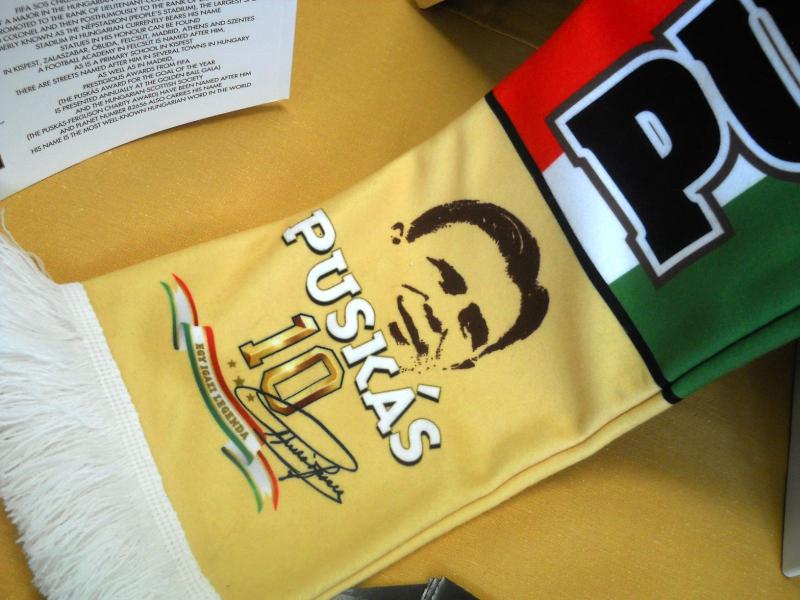 FIFA SOS CHIL
A MAJOR IN THE HUNGARIAN
PROMOTED TO THE RANK OF LIEUTENANT-COL
COLONEL AND THEN POSTHUMOUSLY TO THE RANK OF
ERLY KNOWN AS THE NÉPSTADION (PEOPLE'S STADIUM), THE LARGEST SP
STADIUM IN HUNGARIAN CURRENTLY BEARS HIS NAME
STATUES IN HIS HONOUR CAN BE FOUND
IN KISPEST, ZALASZABAR, ÓBUDA, FELCSÚT, MADRID, ATHENS AND SZENTES
A FOOTBALL ACADEMY IN FELCSÚT IS NAMED AFTER HIM,
AS IS A PRIMARY SCHOOL IN KISPEST
THERE ARE STREETS NAMED AFTER HIM IN SEVERAL TOWNS IN HUNGARY
AS WELL AS IN MADRID,
PRESTIGIOUS AWARDS FROM FIFA
(THE PUSKÁS AWARD FOR THE GOAL OF THE YEAR
IS PRESENTED ANNUALLY AT THE GOLDEN BALL GALA)
AND THE HUNGARIAN-SCOTTISH SOCIETY
(THE PUSKÁS-FERGUSON CHARITY AWARD) HAVE BEEN NAMED AFTER HIM
AND PLANET NUMBER 82656 ALSO CARRIES HIS NAME
HIS NAME IS THE MOST WELL-KNOWN HUNGARIAN WORD IN THE WORLD
PU
PUSKÁS
10
EGY IGAZI LEGENDA